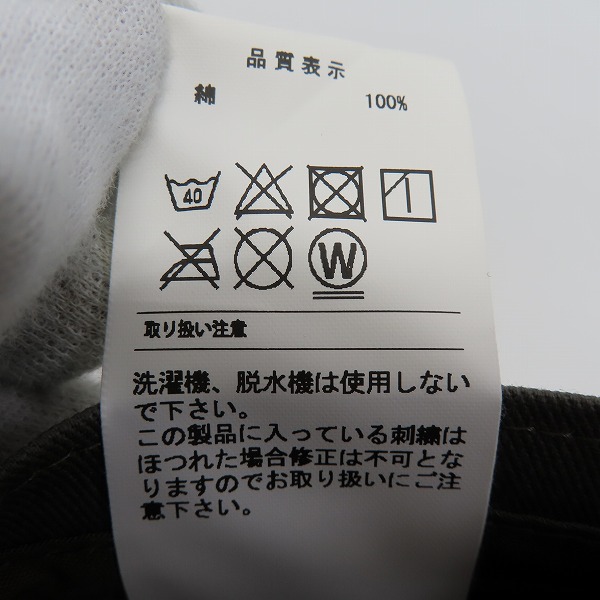 品質表示
綿 100%
40
W
取り扱い注意
洗濯機、脱水機は使用しない
で下さい。
この製品に入っている刺繍は
ほつれた場合修正は不可とな
りますのでお取り扱いにご注
意下さい。